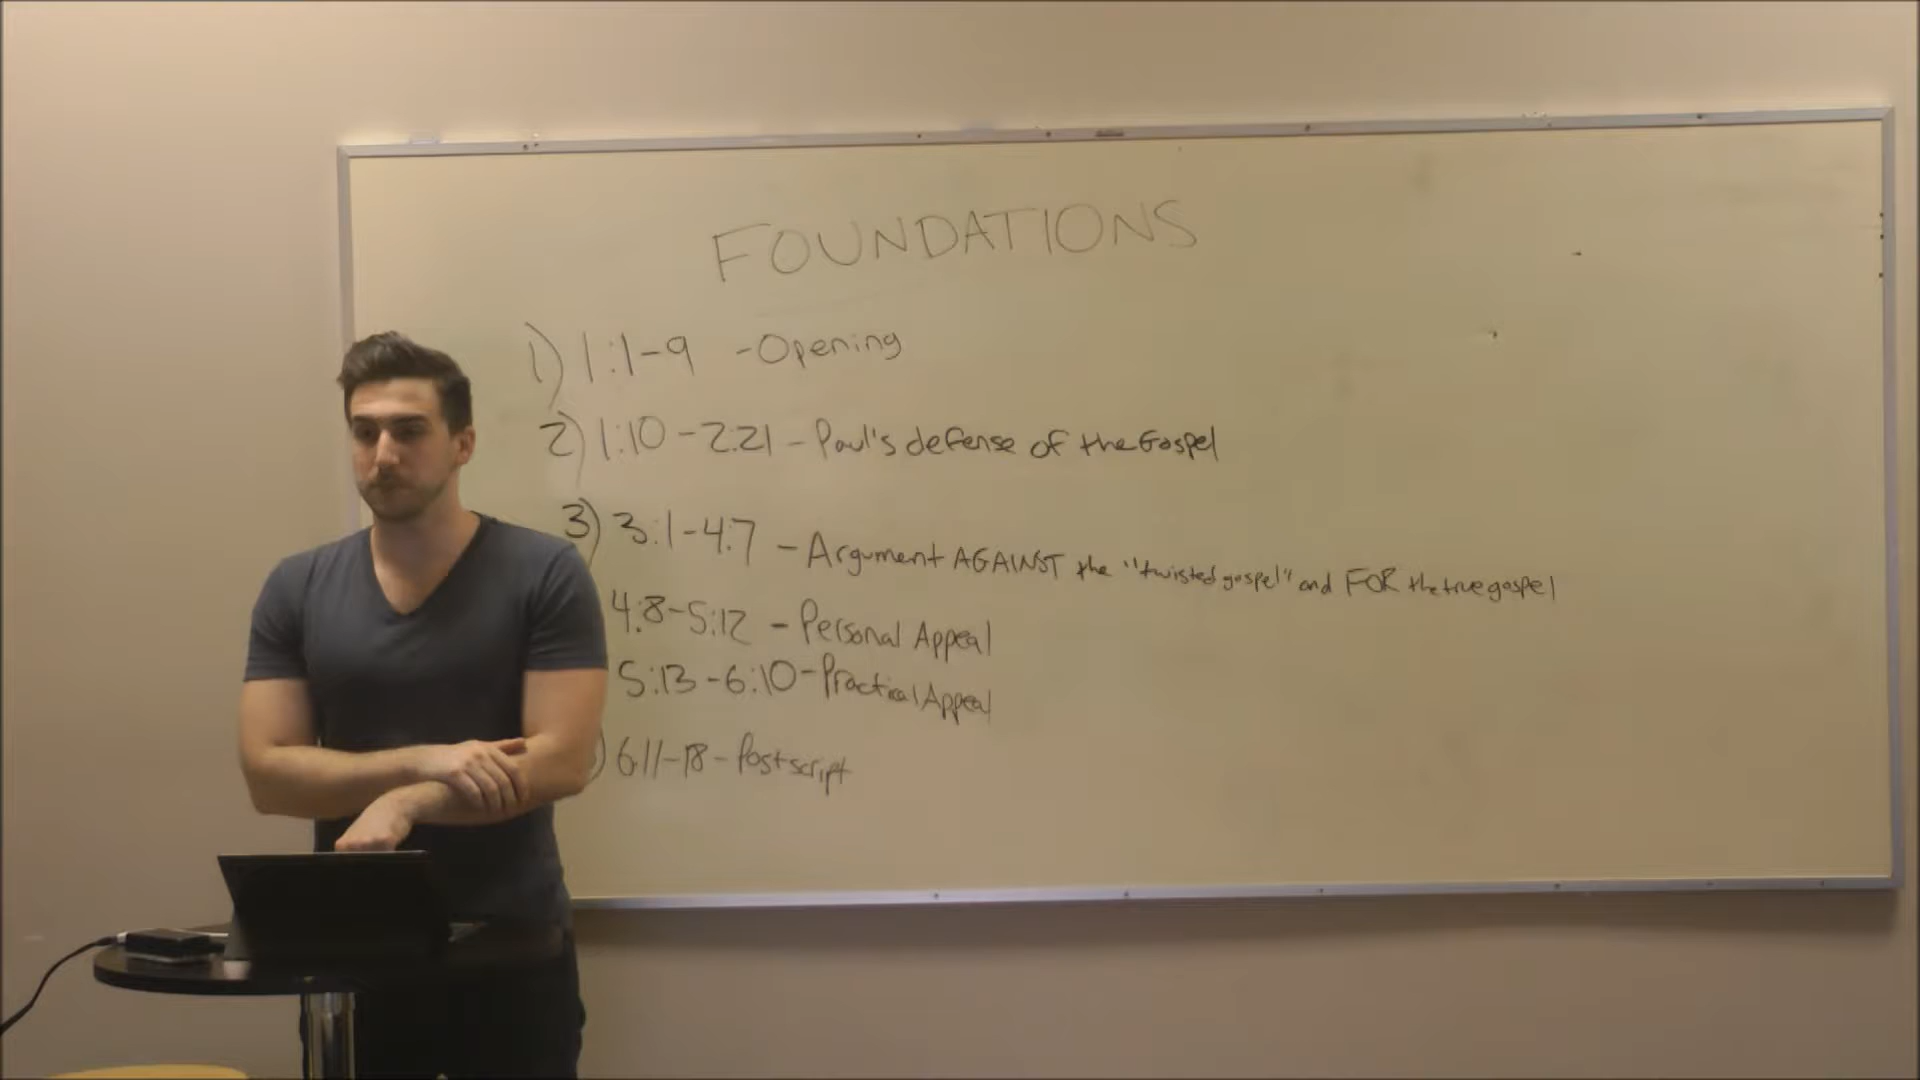 FOUNDATIONS
1) 1:1-9 -Opening
2) 1:10-2:21 - Paul's defense of the Gospel
3) 3:1-4:7 - Argument AGAINST the "twisted gospel" and FOR the true gospel
4:8-5:12 - Personal Appeal
5:13-6:10-Practical Appeal
) 6:11-18- Postscript